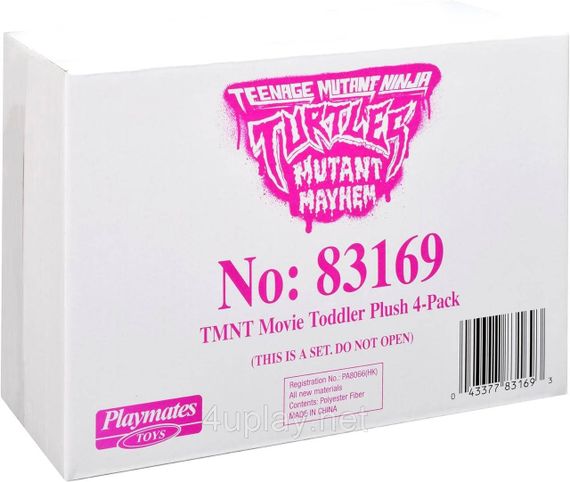 TEENAGE MUTANT NINJA
TURTLES
MUTANT
MAYHEM
No: 83169
TMNT Movie Toddler Plush 4-Pack
(THIS IS A SET. DO NOT OPEN)
Registration No.: PA8066(HK)
All new materials
Contents: Polyester Fiber
MADE IN CHINA
0 43377 83169 3
Playmates
TOYS
4uplay.net